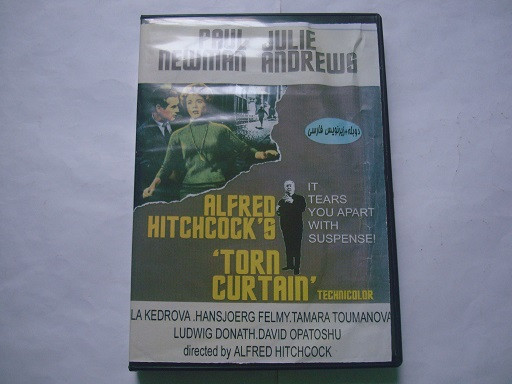 PAUL JULIE
NEWMAN ANDREWS
دوبله+زیرنویس فارسی
IT
TEARS
YOU APART
WITH
SUSPENSE!
ALFRED
HITCHCOCK'S
'TORN
CURTAIN'
TECHNICOLOR
LA KEDROVA .HANSJOERG FELMY.TAMARA TOUMANOVA
LUDWIG DONATH.DAVID OPATOSHU
directed by ALFRED HITCHCOCK